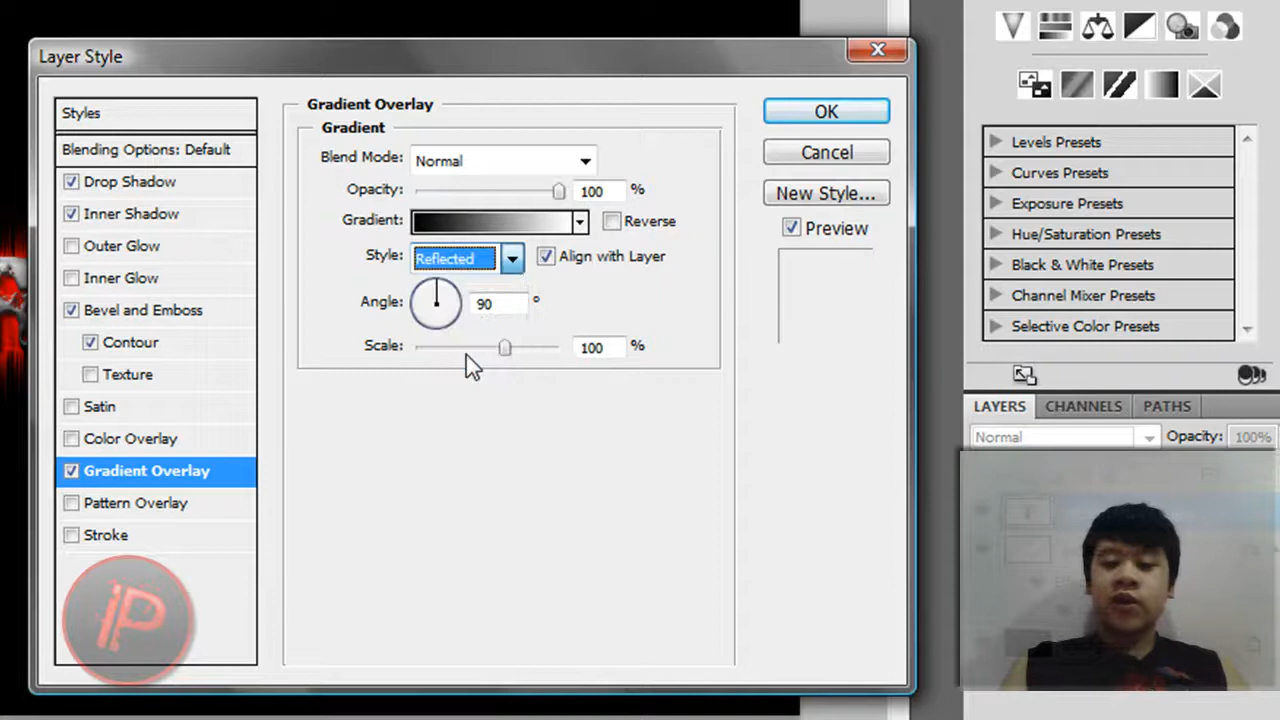 Layer Style
Styles
Blending Options: Default
Drop Shadow
Inner Shadow
Outer Glow
Inner Glow
Bevel and Emboss
Contour
Texture
Satin
Color Overlay
Gradient Overlay
Pattern Overlay
Stroke
Gradient Overlay
Gradient
Blend Mode: Normal
Opacity: 100 %
Gradient: Reverse
Style: Reflected Align with Layer
Angle: 90 °
Scale: 100 %
OK
Cancel
New Style...
Preview
Levels Presets
Curves Presets
Exposure Presets
Hue/Saturation Presets
Black & White Presets
Channel Mixer Presets
Selective Color Presets
LAYERS CHANNELS PATHS
Normal Opacity: 100%